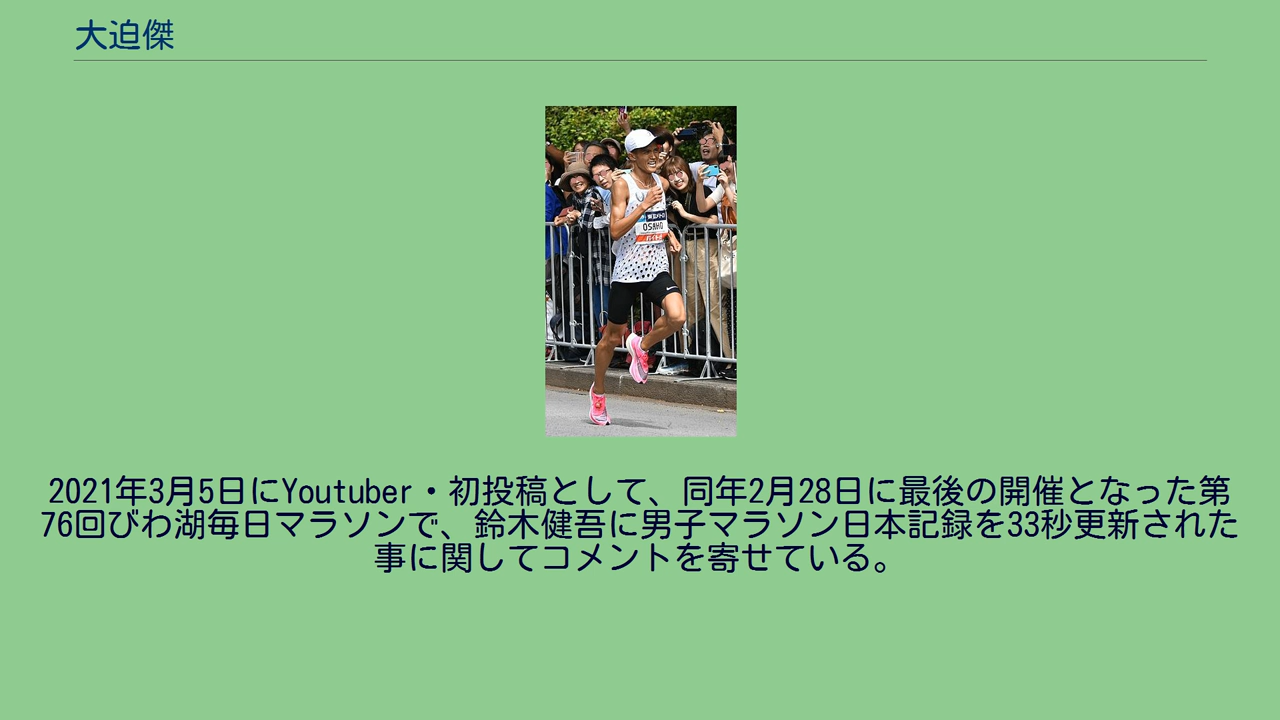 大迫傑
OSAKO
2021年3月5日にYoutuber・初投稿として、同年2月28日に最後の開催となった第
76回びわ湖毎日マラソンで、鈴木健吾に男子マラソン日本記録を33秒更新された
事に関してコメントを寄せている。